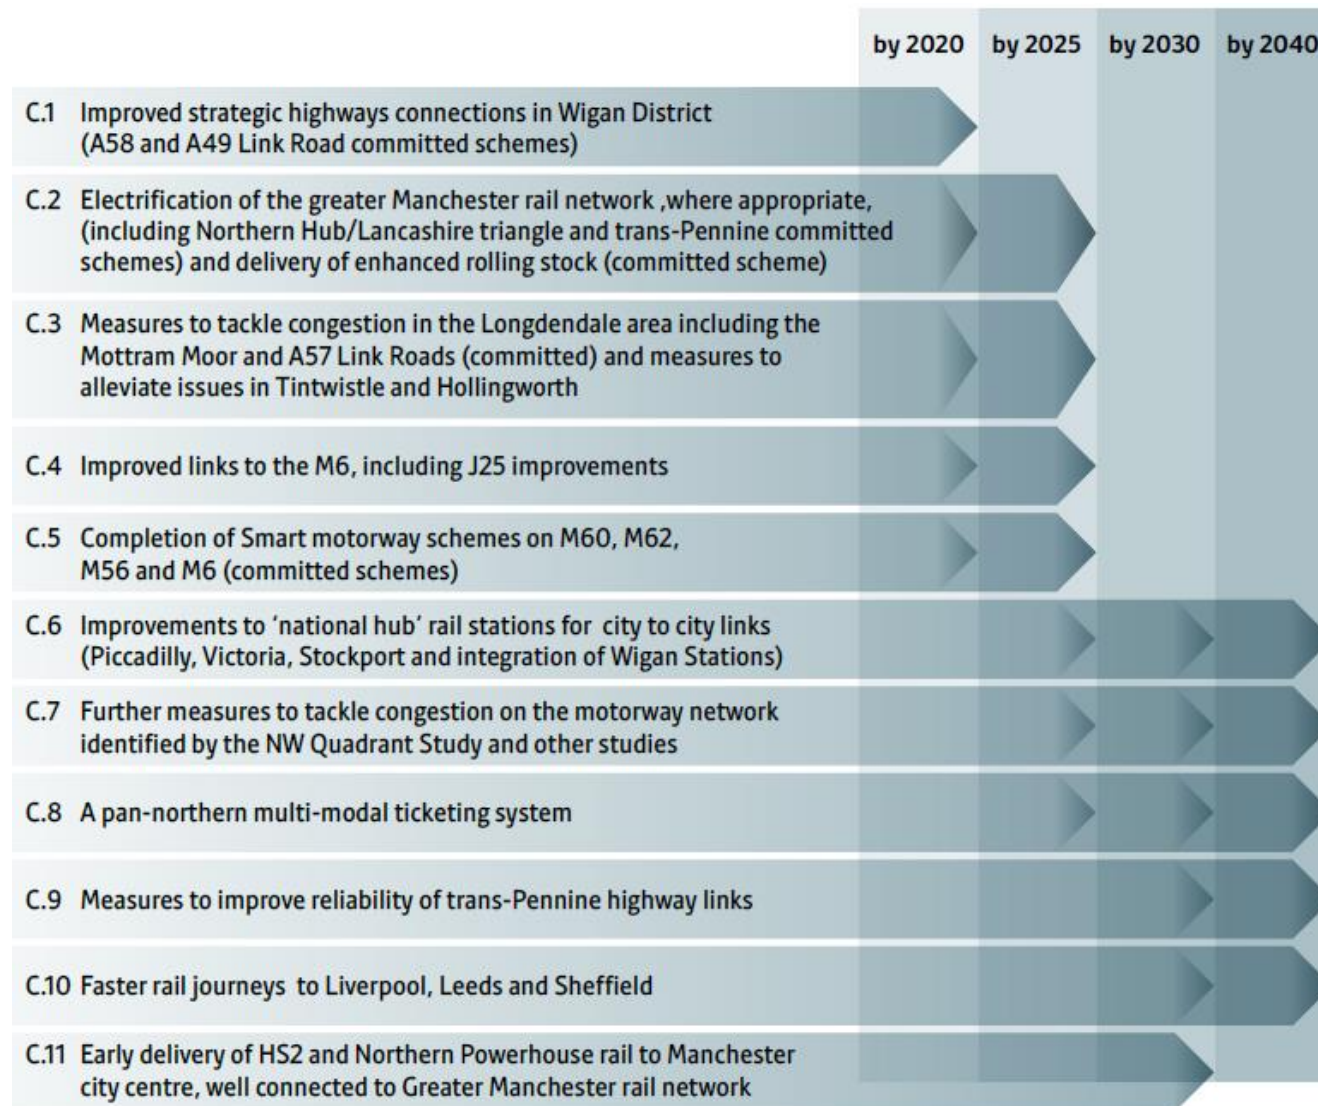 by 2020 by 2025 by 2030 by 2040
C.1 Improved strategic highways connections in Wigan District
(A58 and A49 Link Road committed schemes)
C.2 Electrification of the greater Manchester rail network ,where appropriate,
(including Northern Hub/Lancashire triangle and trans-Pennine committed
schemes) and delivery of enhanced rolling stock (committed scheme)
C.3 Measures to tackle congestion in the Longdendale area including the
Mottram Moor and A57 Link Roads (committed) and measures to
alleviate issues in Tintwistle and Hollingworth
C.4 Improved links to the M6, including J25 improvements
C.5 Completion of Smart motorway schemes on M60, M62,
M56 and M6 (committed schemes)
C.6 Improvements to ‘national hub’ rail stations for city to city links
(Piccadilly, Victoria, Stockport and integration of Wigan Stations)
C.7 Further measures to tackle congestion on the motorway network
identified by the NW Quadrant Study and other studies
C.8 A pan-northern multi-modal ticketing system
C.9 Measures to improve reliability of trans-Pennine highway links
C.10 Faster rail journeys to Liverpool, Leeds and Sheffield
C.11 Early delivery of HS2 and Northern Powerhouse rail to Manchester
city centre, well connected to Greater Manchester rail network